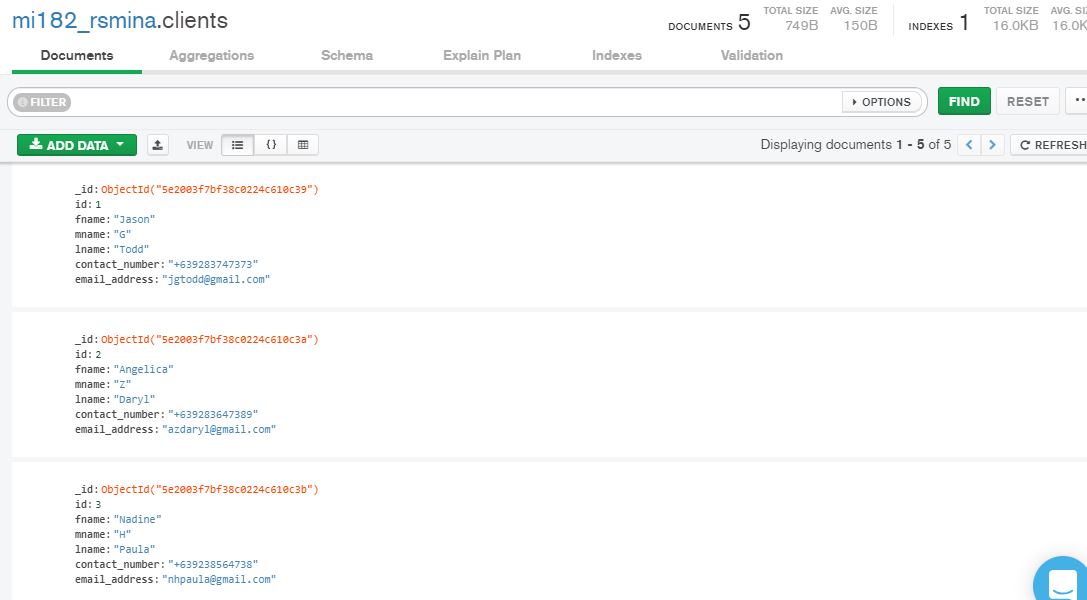 mi182_rsmina.clients
DOCUMENTS 5 TOTAL SIZE 749B AVG. SIZE 150B INDEXES 1 TOTAL SIZE 16.0KB AVG. SI 16.0K
Documents Aggregations Schema Explain Plan Indexes Validation
FILTER OPTIONS FIND RESET
ADD DATA VIEW { } Displaying documents 1 - 5 of 5 < > REFRESH
_id: ObjectId("5e2003f7bf38c0224c610c39")
id: 1
fname: "Jason"
mname: "G"
lname: "Todd"
contact_number: "+639283747373"
email_address: "jgtodd@gmail.com"
_id: ObjectId("5e2003f7bf38c0224c610c3a")
id: 2
fname: "Angelica"
mname: "Z"
lname: "Daryl"
contact_number: "+639283647389"
email_address: "azdaryl@gmail.com"
_id: ObjectId("5e2003f7bf38c0224c610c3b")
id: 3
fname: "Nadine"
mname: "H"
lname: "Paula"
contact_number: "+639238564738"
email_address: "nhpaula@gmail.com"